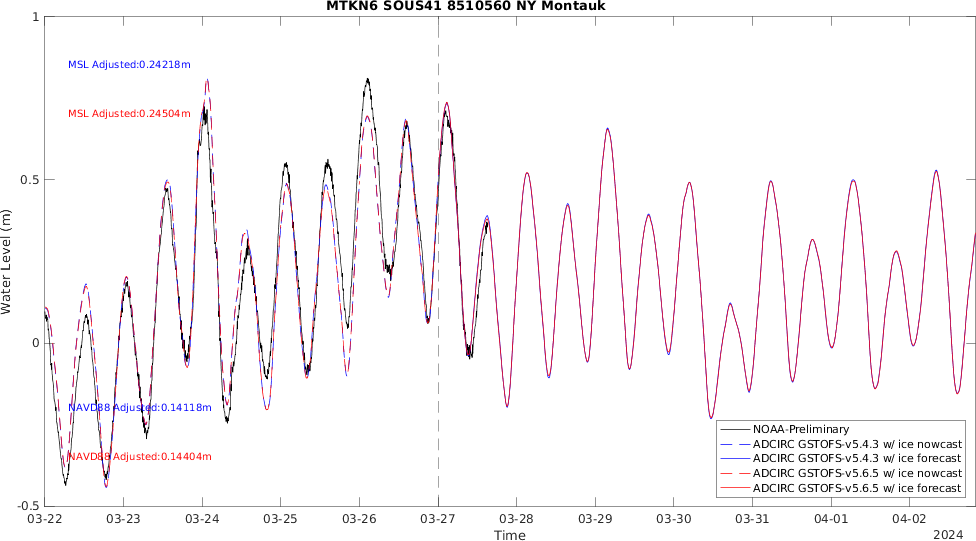 MTKN6 SOUS41 8510560 NY Montauk
1
MSL Adjusted:0.24218m
MSL Adjusted:0.24504m
0.5
Water Level (m)
0
NAVD88 Adjusted:0.14118m
NAVD88 Adjusted:0.14404m
-0.5
NOAA-Preliminary
ADCIRC GSTOFS-v5.4.3 w/ ice nowcast
ADCIRC GSTOFS-v5.4.3 w/ ice forecast
ADCIRC GSTOFS-v5.6.5 w/ ice nowcast
ADCIRC GSTOFS-v5.6.5 w/ ice forecast
03-22 03-23 03-24 03-25 03-26 03-27 03-28 03-29 03-30 03-31 04-01 04-02
Time
2024